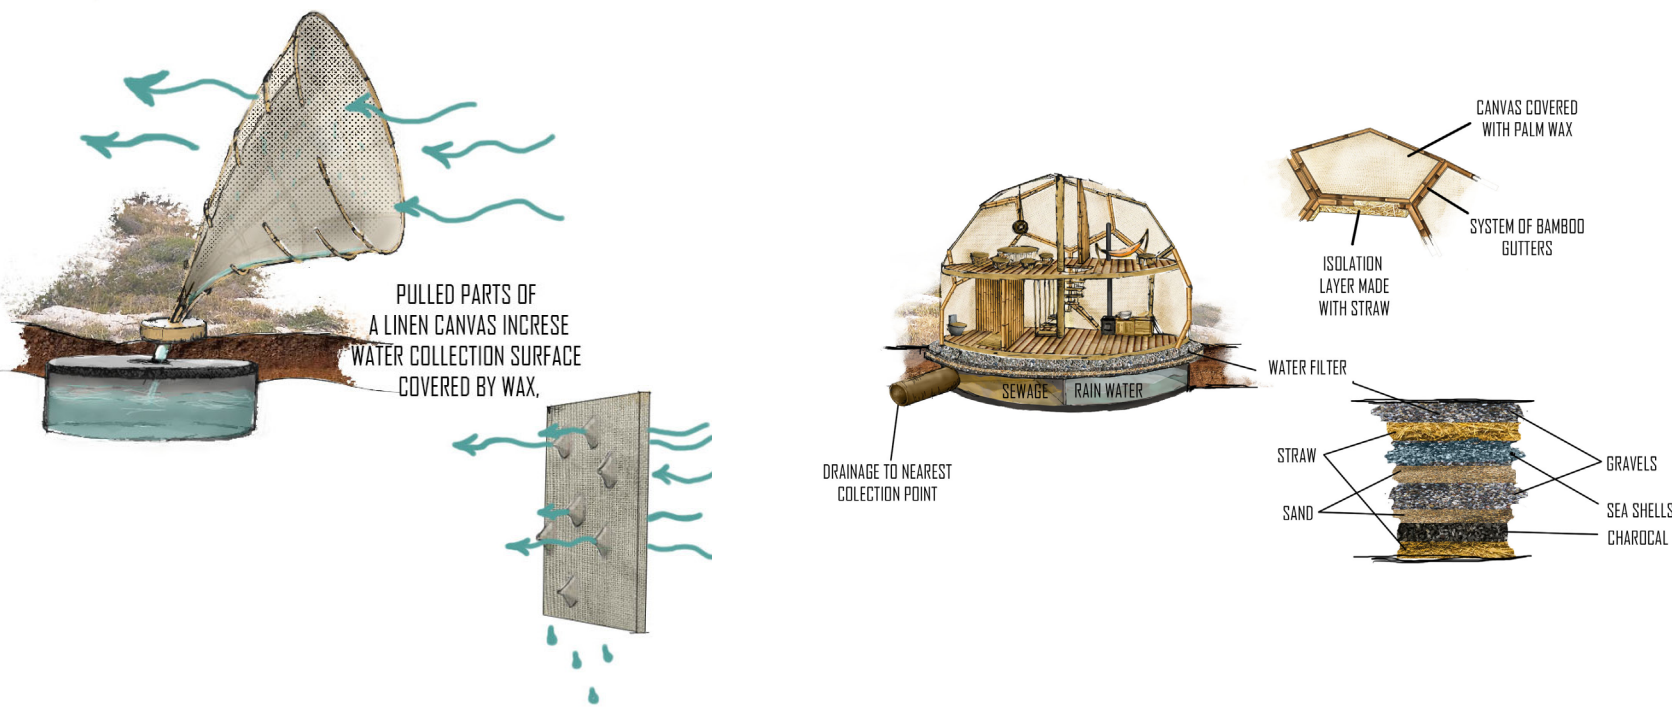 PULLED PARTS OF
A LINEN CANVAS INCRESE
WATER COLLECTION SURFACE
COVERED BY WAX,
SEWAGE
RAIN WATER
DRAINAGE TO NEAREST
COLECTION POINT
CANVAS COVERED
WITH PALM WAX
SYSTEM OF BAMBOO
GUTTERS
ISOLATION
LAYER MADE
WITH STRAW
WATER FILTER
STRAW
SAND
GRAVELS
SEA SHELLS
CHAROCAL